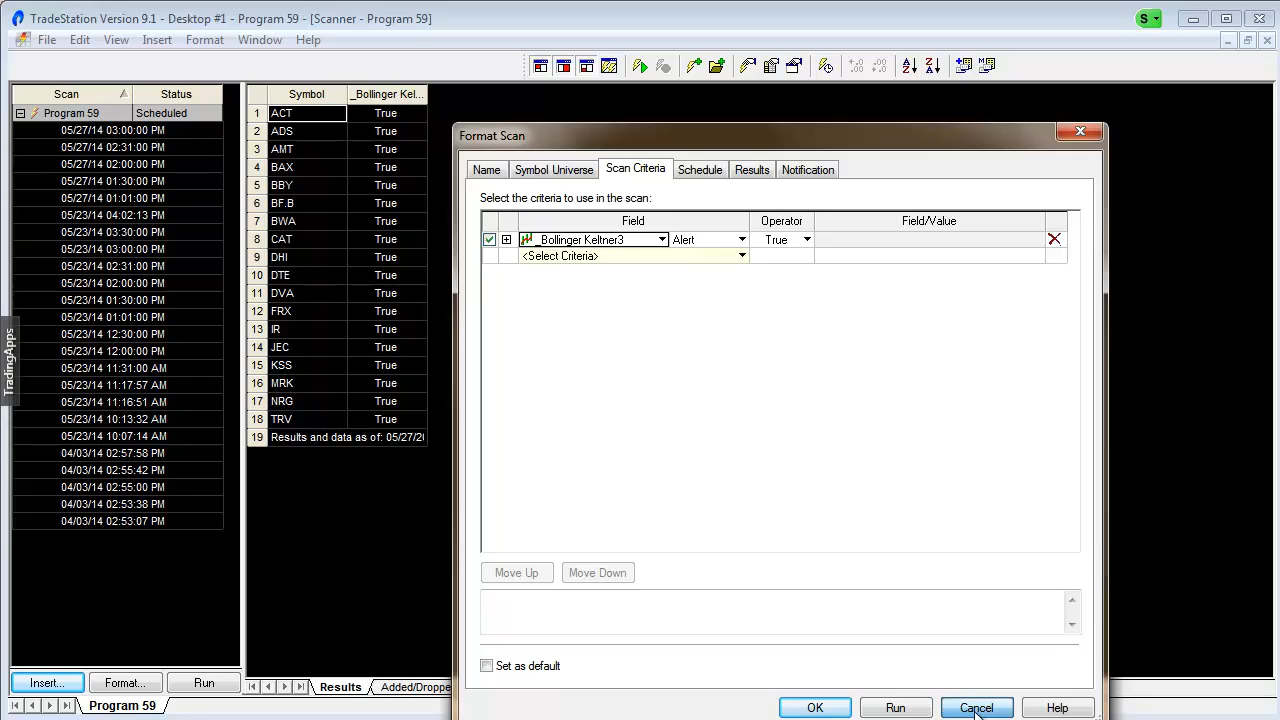 TradeStation Version 9.1 - Desktop #1 - Program 59 - [Scanner - Program 59]
S
File Edit View Insert Format Window Help
Scan Status
Program 59 Scheduled
05/27/14 03:00:00 PM
05/27/14 02:31:00 PM
05/27/14 02:00:00 PM
05/27/14 01:30:00 PM
05/27/14 01:01:01 PM
05/23/14 04:02:13 PM
05/23/14 03:30:00 PM
05/23/14 03:00:00 PM
05/23/14 02:31:01 PM
05/23/14 02:00:00 PM
05/23/14 01:30:00 PM
05/23/14 01:01:01 PM
05/23/14 12:30:00 PM
05/23/14 12:00:00 PM
05/23/14 11:31:00 AM
05/23/14 11:17:57 AM
05/23/14 11:16:51 AM
05/23/14 10:13:32 AM
05/23/14 10:07:14 AM
04/03/14 02:57:58 PM
04/03/14 02:55:42 PM
04/03/14 02:55:00 PM
04/03/14 02:53:38 PM
04/03/14 02:53:07 PM
TradingApps
Insert... Format... Run
Program 59
Symbol _Bollinger Kel...
1 ACT True
2 ADS True
3 AMT True
4 BAX True
5 BBY True
6 BF.B True
7 BWA True
8 CAT True
9 DHI True
10 DTE True
11 DVA True
12 FRX True
13 IR True
14 JEC True
15 KSS True
16 MRK True
17 NRG True
18 TRV True
19 Results and data as of: 05/27/20
Results Added/Droppe
Format Scan
Name Symbol Universe Scan Criteria Schedule Results Notification
Select the criteria to use in the scan:
Field Operator Field/Value
_Bollinger Keltner3 Alert True
<Select Criteria>
Move Up Move Down
Set as default
OK Run Cancel Help